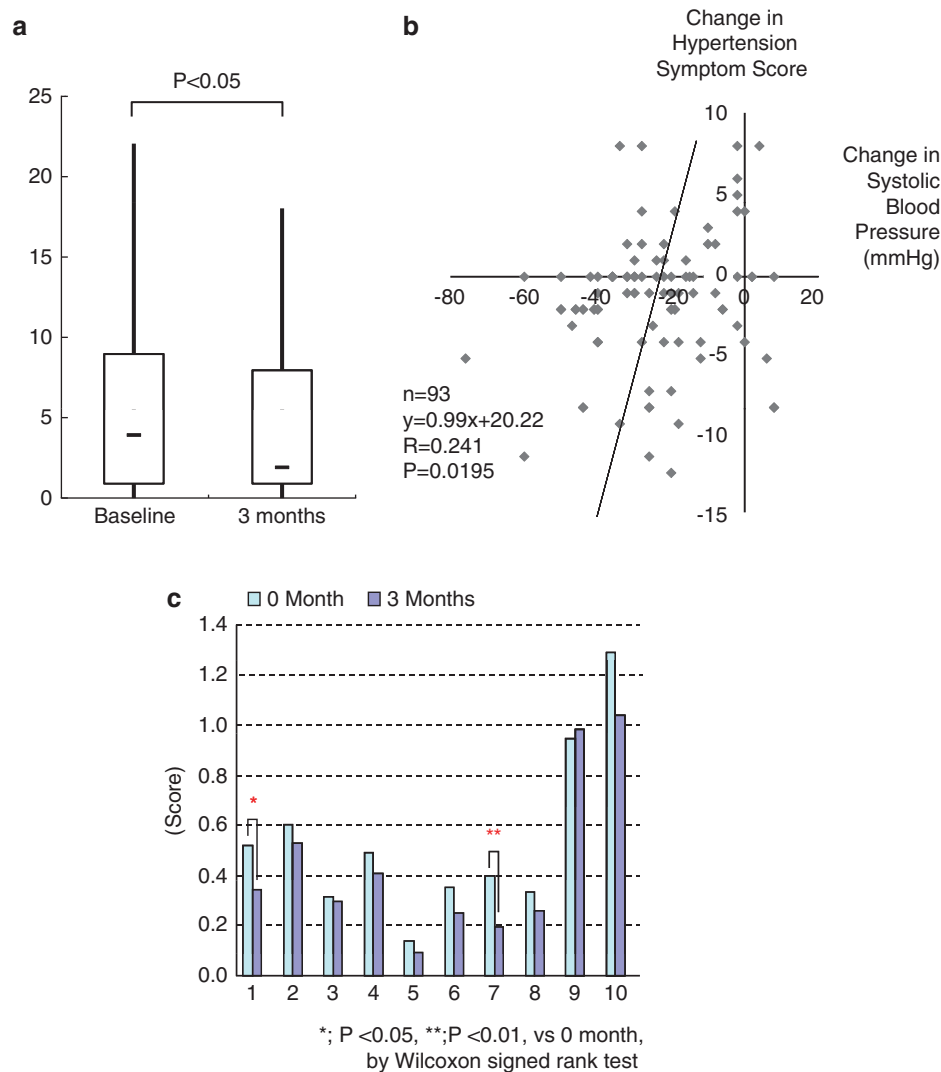 a
P<0.05
25
20
15
10
5
0
Baseline 3 months
b
Change in
Hypertension
Symptom Score
Change in
Systolic
Blood
Pressure
(mmHg)
10
5
0
-80 -60 -40 -20 0 20
-5
-10
-15
n=93
y=0.99x+20.22
R=0.241
P=0.0195
c
0 Month 3 Months
(Score)
1.4
1.2
1.0
0.8
0.6
0.4
0.2
0.0
*
**
1 2 3 4 5 6 7 8 9 10
*; P <0.05, **;P <0.01, vs 0 month,
by Wilcoxon signed rank test